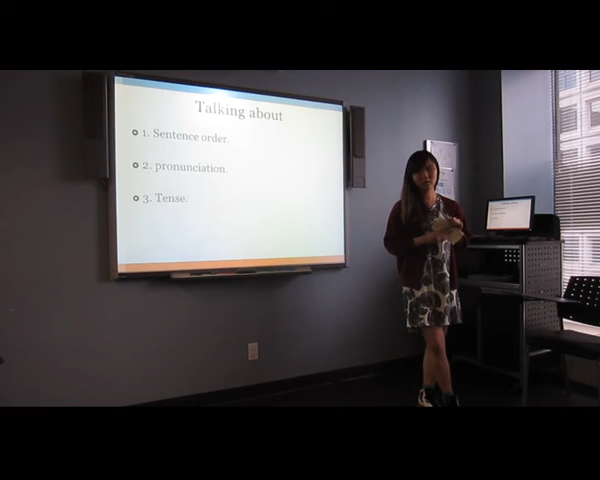 Talking about
1. Sentence order.
2. pronunciation.
3. Tense.